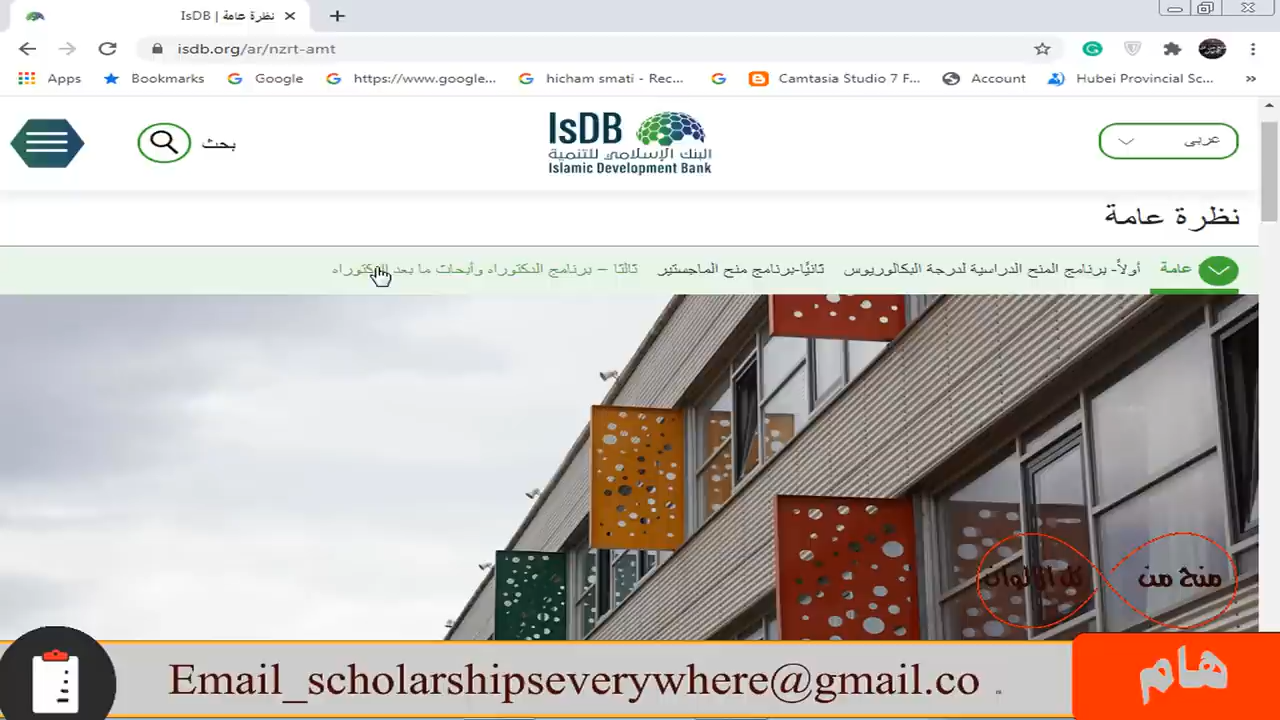 IsDB | نظرة عامة
isdb.org/ar/nzrt-amt
Apps Bookmarks Google https://www.google... hicham smati - Rec... Camtasia Studio 7 F... Account Hubei Provincial Sc... »
بحث
IsDB
البنك الإسلامي للتنمية
Islamic Development Bank
عربى
نظرة عامة
عامة أولاً- برنامج المنح الدراسية لدرجة البكالوريوس ثانيًا-برنامج منح الماجستير ثالثا – برنامج الدكتوراه وأبحاث ما بعد الدكتوراه
منح من كل الالوان
Email_scholarshipseverywhere@gmail.co
هام